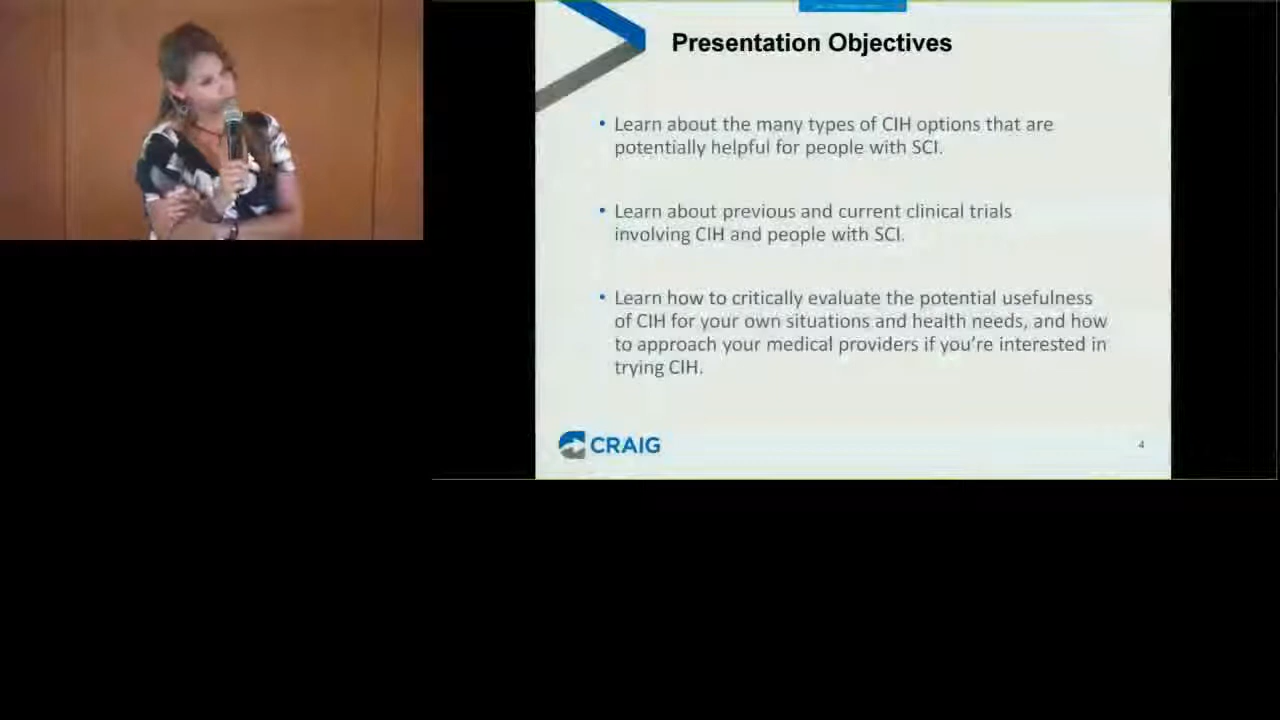 Presentation Objectives
• Learn about the many types of CIH options that are
potentially helpful for people with SCI.
• Learn about previous and current clinical trials
involving CIH and people with SCI.
• Learn how to critically evaluate the potential usefulness
of CIH for your own situations and health needs, and how
to approach your medical providers if you're interested in
trying CIH.
CRAIG
4